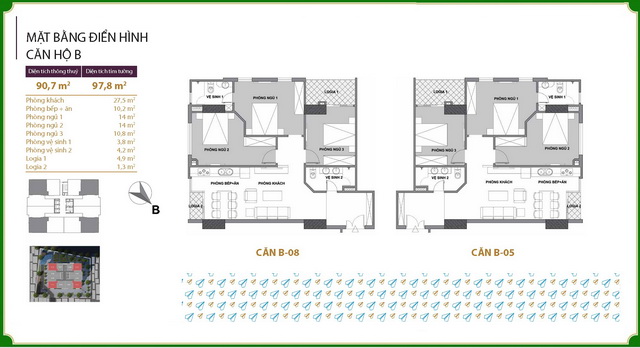 MẶT BẰNG ĐIỂN HÌNH
CĂN HỘ B
Diện tích thông thuỷ Diện tích tim tường
90,7 m² 97,8 m²
Phòng khách 27,5 m²
Phòng bếp + ăn 10,2 m²
Phòng ngủ 1 14 m²
Phòng ngủ 2 14 m²
Phòng ngủ 3 10,8 m²
Phòng vệ sinh 1 3,8 m²
Phòng vệ sinh 2 4,2 m²
Logia 1 4,9 m²
Logia 2 1,3 m²
B
VỆ SINH 1
PHÒNG NGỦ 1
LOGIA 1
PHÒNG NGỦ 2
PHÒNG NGỦ 3
VỆ SINH 2
PHÒNG BẾP+ĂN
PHÒNG KHÁCH
LOGIA 2
CĂN B-08
LOGIA 1
PHÒNG NGỦ 1
VỆ SINH 1
PHÒNG NGỦ 3
PHÒNG NGỦ 2
VỆ SINH 2
PHÒNG KHÁCH
PHÒNG BẾP+ĂN
LOGIA 2
CĂN B-05